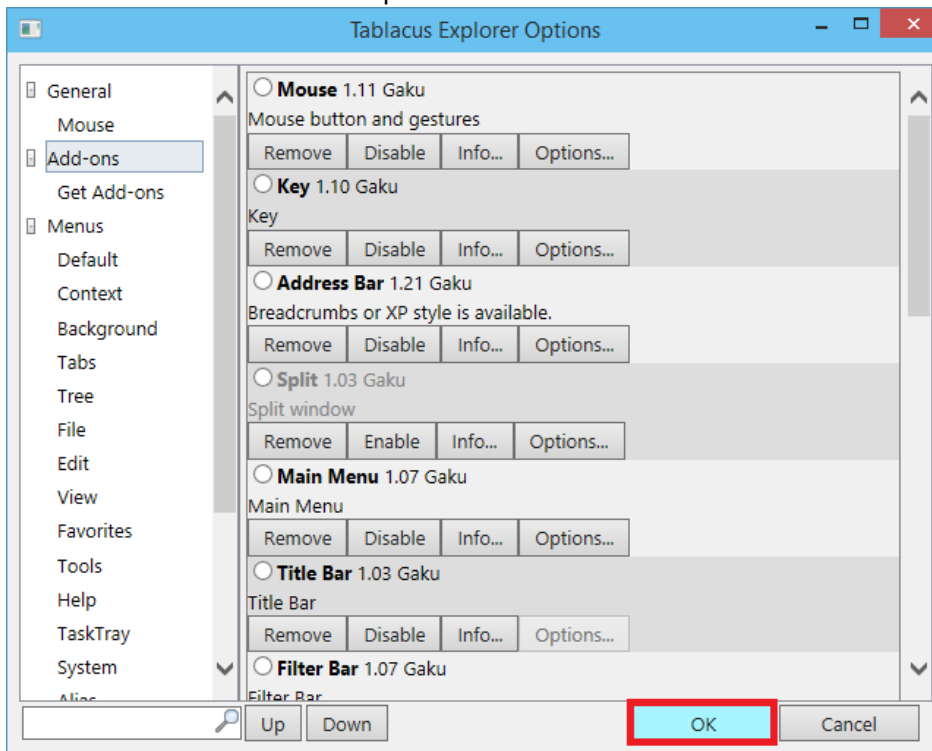 Tablacus Explorer Options
General
Mouse
Add-ons
Get Add-ons
Menus
Default
Context
Background
Tabs
Tree
File
Edit
View
Favorites
Tools
Help
TaskTray
System
Alias
Mouse 1.11 Gaku
Mouse button and gestures
Remove Disable Info... Options...
Key 1.10 Gaku
Key
Remove Disable Info... Options...
Address Bar 1.21 Gaku
Breadcrumbs or XP style is available.
Remove Disable Info... Options...
Split 1.03 Gaku
Split window
Remove Enable Info... Options...
Main Menu 1.07 Gaku
Main Menu
Remove Disable Info... Options...
Title Bar 1.03 Gaku
Title Bar
Remove Disable Info... Options...
Filter Bar 1.07 Gaku
Filter Bar
Up Down OK Cancel